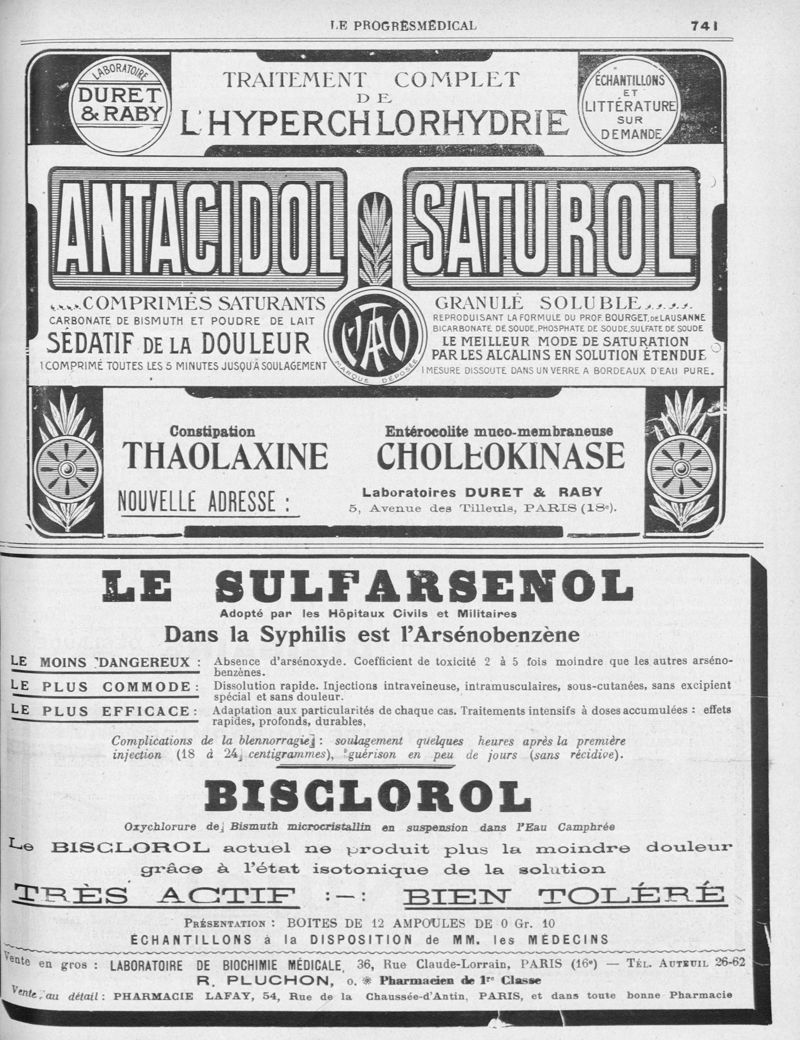 LE PROGRÈSMÉDICAL
741
LABORATOIRE
DURET
& RABY
TRAITEMENT COMPLET
DE
L'HYPERCHLORHYDRIE
ÉCHANTILLONS
ET
LITTÉRATURE
SUR
DEMANDE
ANTACIDOL
SATUROL
COMPRIMÉS SATURANTS
CARBONATE DE BISMUTH ET POUDRE DE LAIT
SÉDATIF DE LA DOULEUR
1 COMPRIMÉ TOUTES LES 5 MINUTES JUSQU'A SOULAGEMENT
MARQUE DÉPOSÉE
GRANULÉ SOLUBLE
REPRODUISANT LA FORMULE DU PROF. BOURGET, DE LAUSANNE
BICARBONATE DE SOUDE, PHOSPHATE DE SOUDE, SULFATE DE SOUDE
LE MEILLEUR MODE DE SATURATION
PAR LES ALCALINS EN SOLUTION ÉTENDUE
1 MESURE DISSOUTE DANS UN VERRE A BORDEAUX D'EAU PURE.
Constipation
THAOLAXINE
Entérocolite muco-membraneuse
CHOLÉOKINASE
NOUVELLE ADRESSE :
Laboratoires DURET & RABY
5, Avenue des Tilleuls, PARIS (18e).
LE SULFARSENOL
Adopté par les Hôpitaux Civils et Militaires
Dans la Syphilis est l'Arsénobenzène
LE MOINS DANGEREUX : Absence d'arsénoxyde. Coefficient de toxicité 2 à 5 fois moindre que les autres arséno-
benzènes.
LE PLUS COMMODE : Dissolution rapide. Injections intraveineuse, intramusculaires, sous-cutanées, sans excipient
spécial et sans douleur.
LE PLUS EFFICACE : Adaptation aux particularités de chaque cas. Traitements intensifs à doses accumulées : effets
rapides, profonds, durables.
Complications de la blennorragie : soulagement quelques heures après la première
injection (18 à 24 centigrammes), guérison en peu de jours (sans récidive).
BISCLOROL
Oxychlorure de Bismuth microcristallin en suspension dans l'Eau Camphrée
Le BISCLOROL actuel ne produit plus la moindre douleur
grâce à l'état isotonique de la solution
TRÈS ACTIF :-: BIEN TOLÉRÉ
PRÉSENTATION : BOITES DE 12 AMPOULES DE 0 Gr. 10
ÉCHANTILLONS à la DISPOSITION de MM. les MÉDECINS
Vente en gros : LABORATOIRE DE BIOCHIMIE MÉDICALE, 36, Rue Claude-Lorrain, PARIS (16e) — TÉL. AUTEUIL 26-62
R. PLUCHON, O. ✻ Pharmacien de 1re Classe
Vente au détail : PHARMACIE LAFAY, 54, Rue de la Chaussée-d'Antin, PARIS, et dans toute bonne Pharmacie